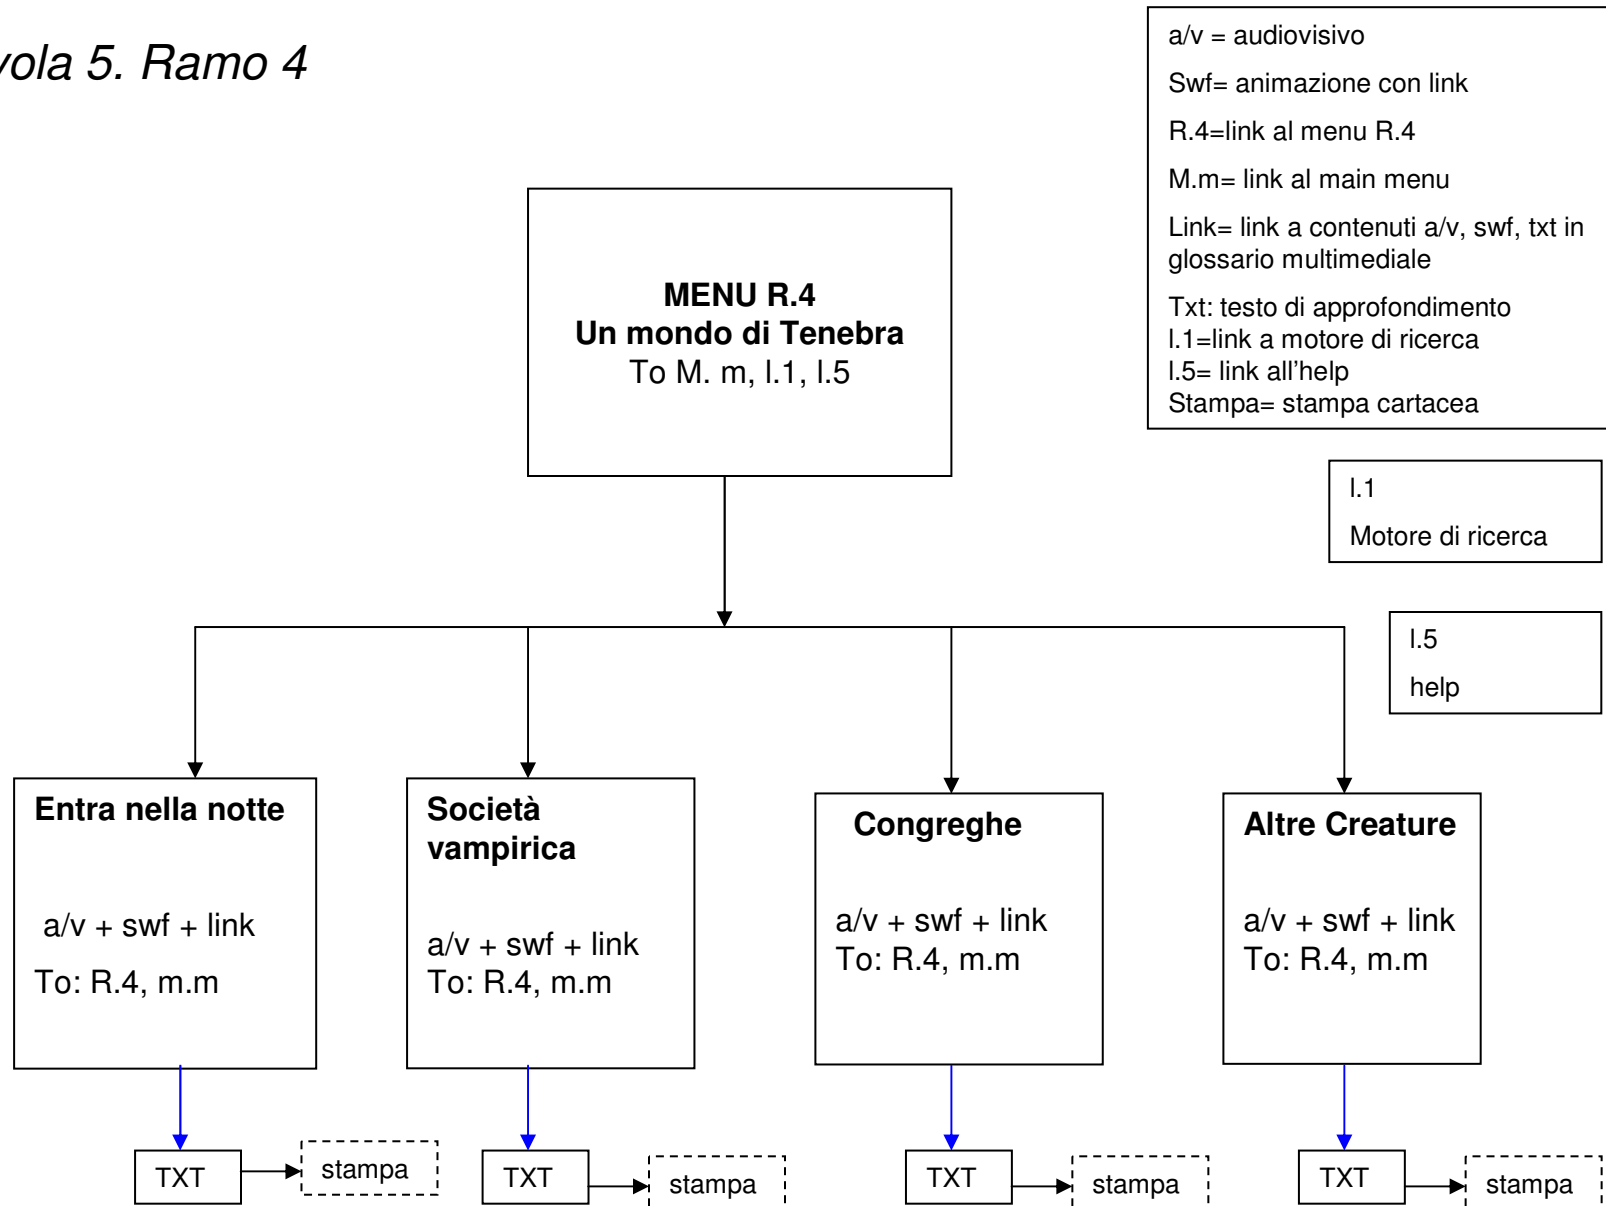 vola 5. Ramo 4
a/v = audiovisivo
Swf= animazione con link
R.4=link al menu R.4
M.m= link al main menu
Link= link a contenuti a/v, swf, txt in
glossario multimediale
Txt: testo di approfondimento
l.1=link a motore di ricerca
l.5= link all'help
Stampa= stampa cartacea
MENU R.4
Un mondo di Tenebra
To M. m, l.1, l.5
l.1
Motore di ricerca
l.5
help
Entra nella notte
a/v + swf + link
To: R.4, m.m
Società
vampirica
a/v + swf + link
To: R.4, m.m
Congreghe
a/v + swf + link
To: R.4, m.m
Altre Creature
a/v + swf + link
To: R.4, m.m
TXT
stampa
TXT
stampa
TXT
stampa
TXT
stampa